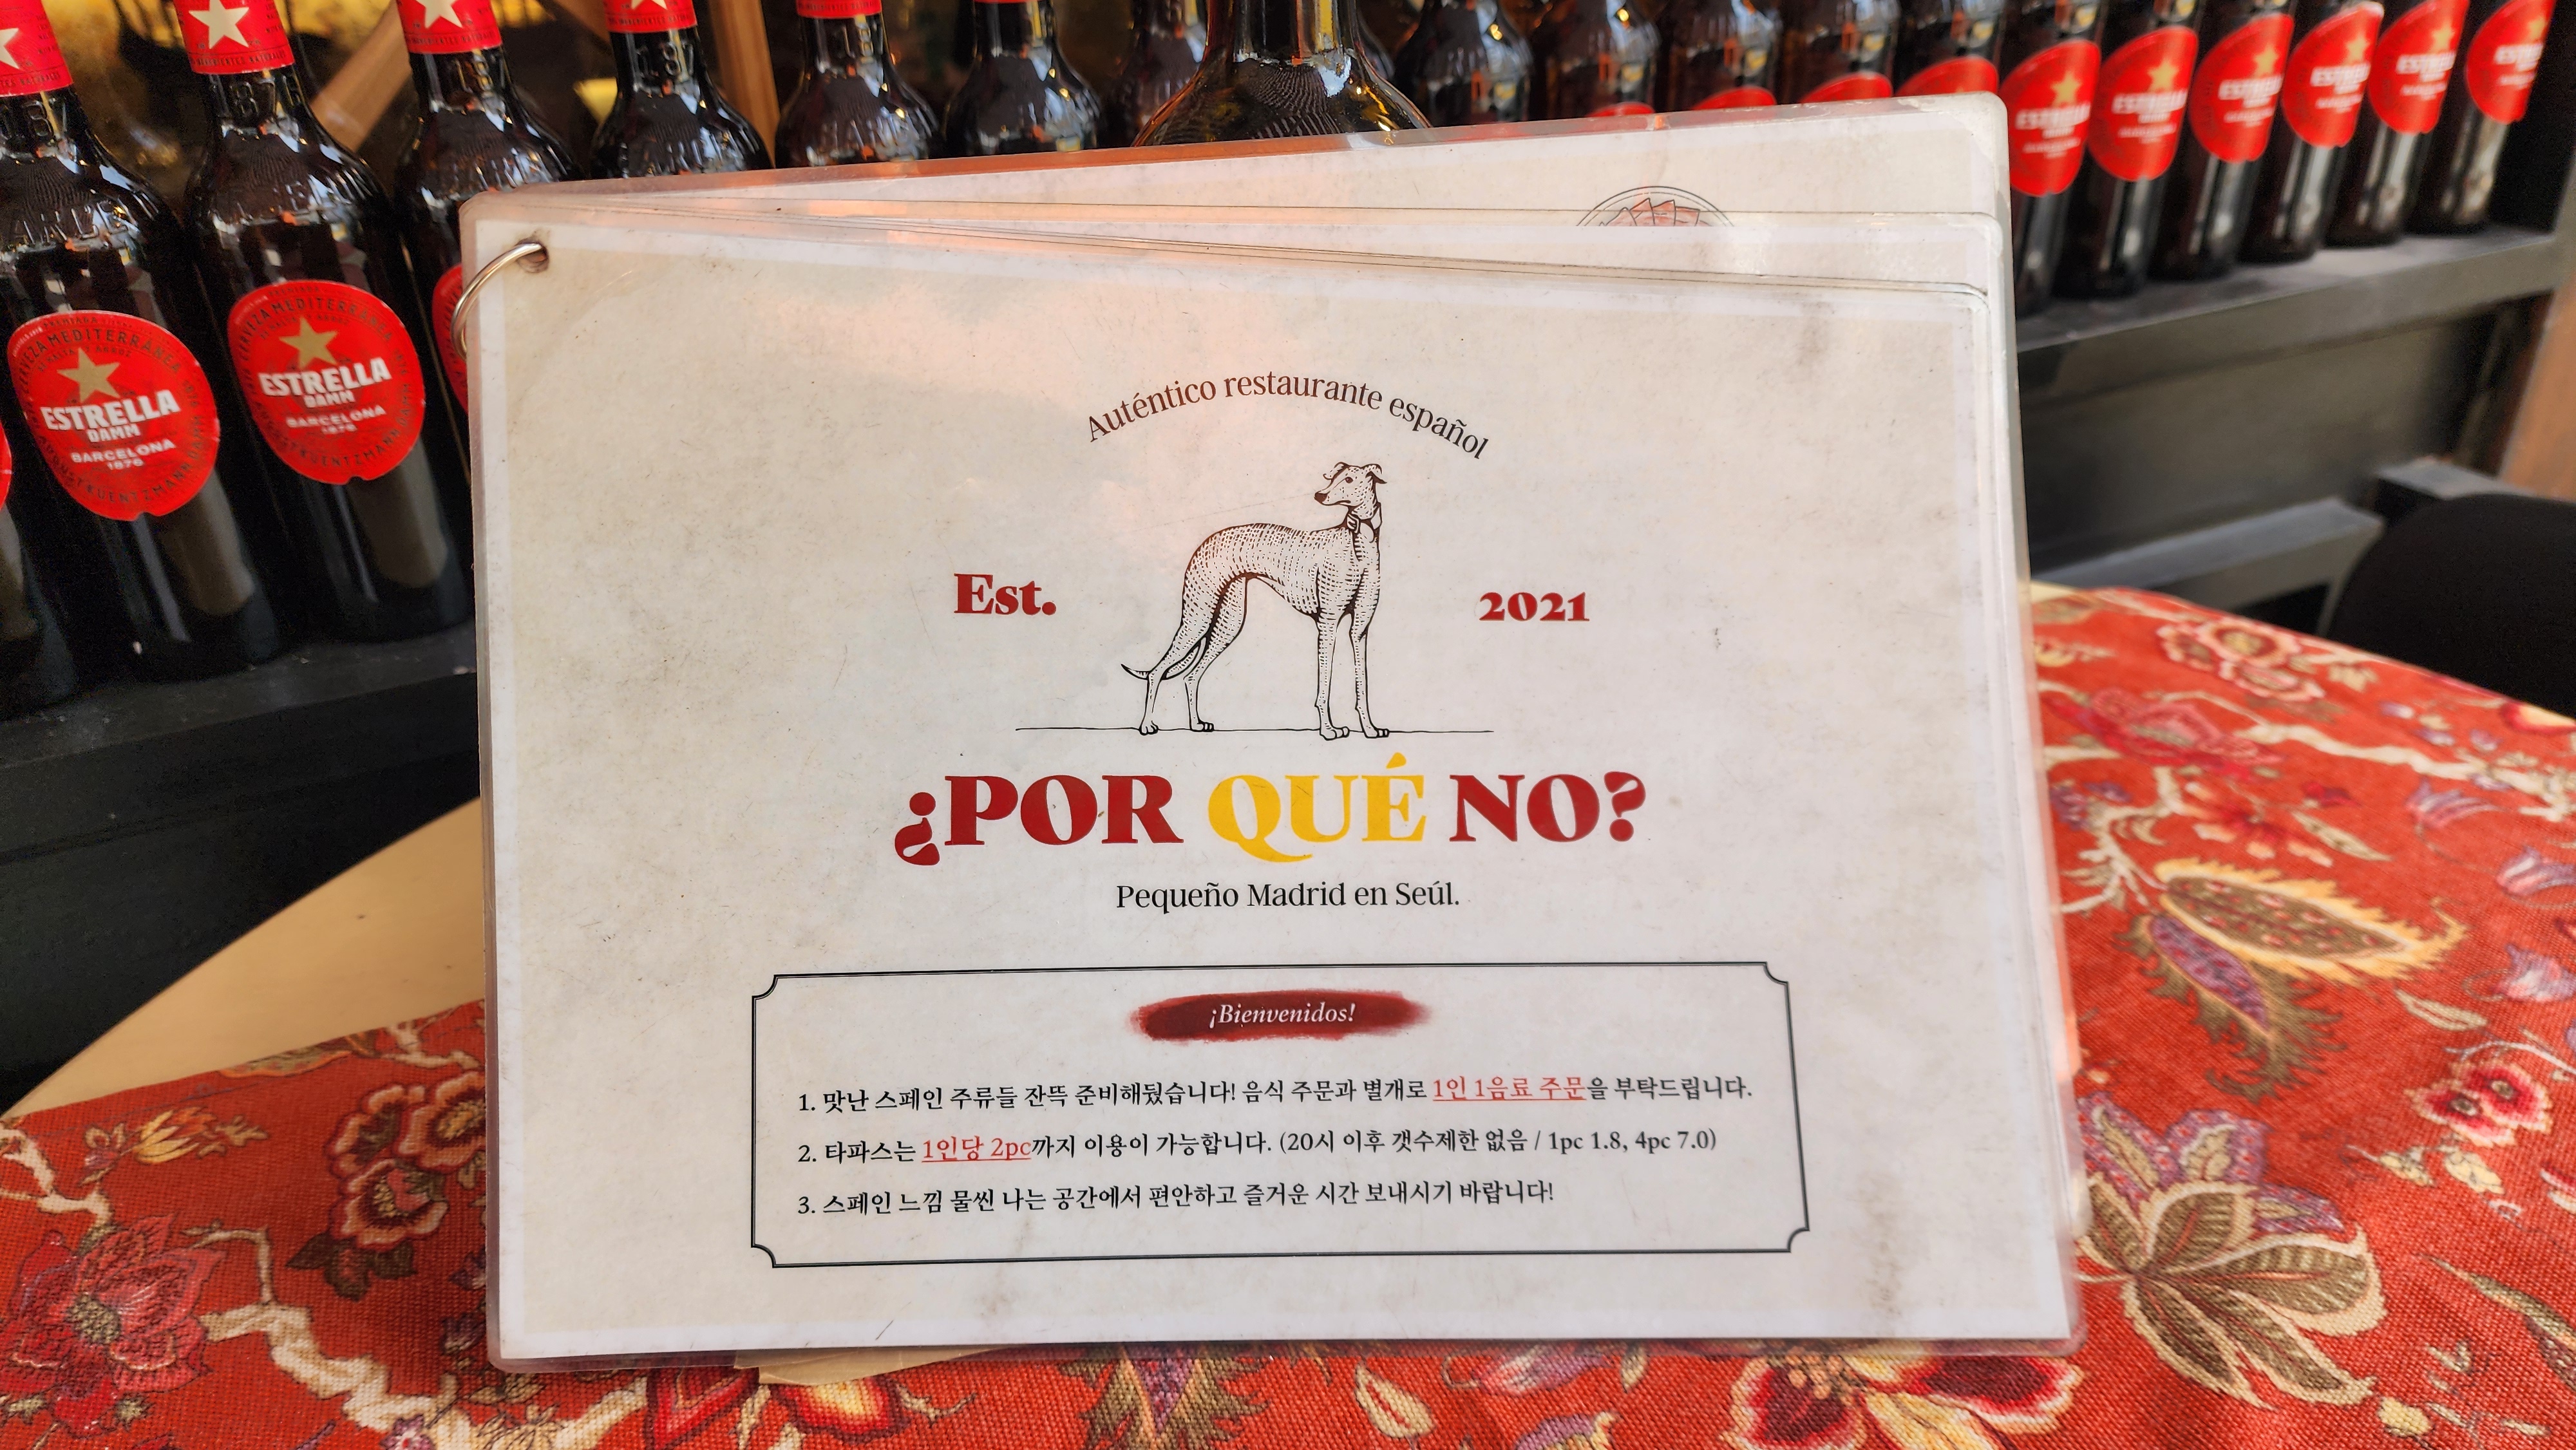 CERVEZA MEDITERRÁNEA
ESTRELLA
DAMM
BARCELONA
1876
CERVEZA MEDITERRÁNEA
ESTRELLA
DAMM
BARCELONA
1876
Auténtico restaurante español
Est. 2021
¿POR QUÉ NO?
Pequeño Madrid en Seúl.
¡Bienvenidos!
1. 맛난 스페인 주류들 잔뜩 준비해뒀습니다! 음식 주문과 별개로 1인 1음료 주문을 부탁드립니다.
2. 타파스는 1인당 2pc까지 이용이 가능합니다. (20시 이후 갯수제한 없음 / 1pc 1.8, 4pc 7.0)
3. 스페인 느낌 물씬 나는 공간에서 편안하고 즐거운 시간 보내시기 바랍니다!